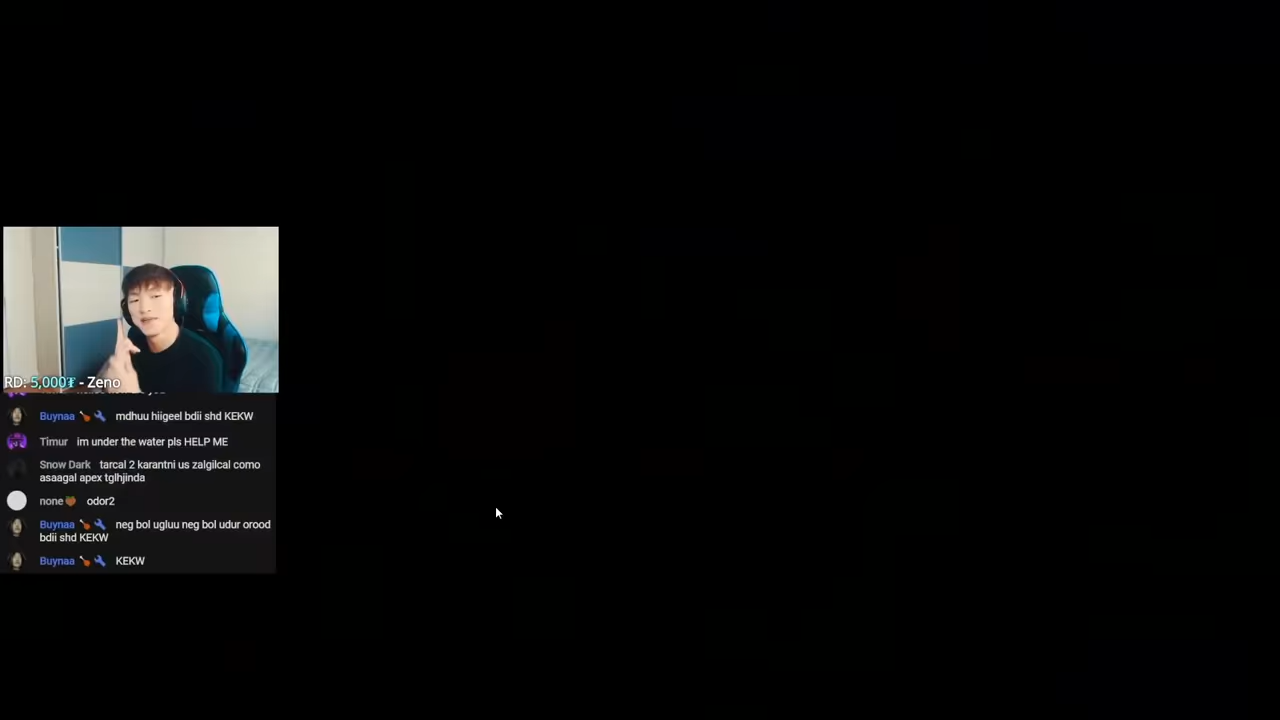 RD: 5,000₮ - Zeno
Buynaa mdhuu hiigeel bdii shd KEKW
Timur im under the water pls HELP ME
Snow Dark tarcal 2 karantni us zalgilcal como
asaagal apex tglhjinda
none odor2
Buynaa neg bol ugluu neg bol udur orood
bdii shd KEKW
Buynaa KEKW